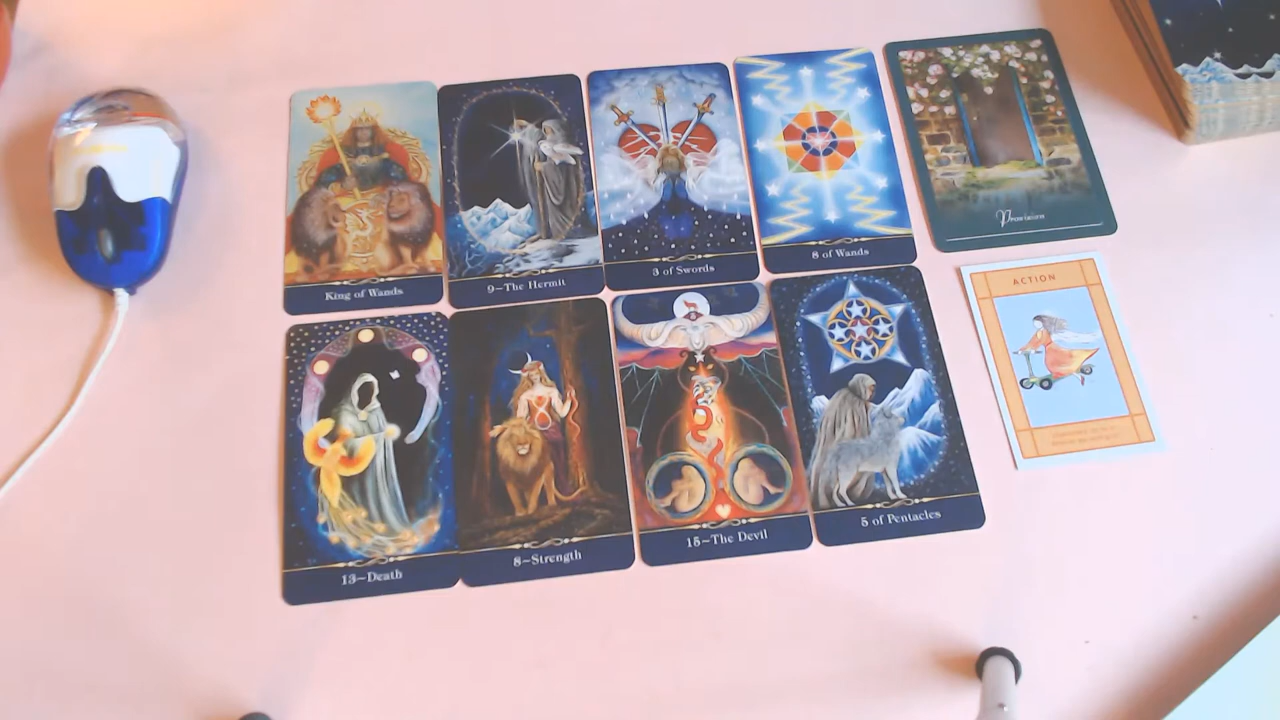 King of Wands
9~The Hermit
3 of Swords
8 of Wands
Provision
ACTION
13~Death
8~Strength
15~The Devil
5 of Pentacles